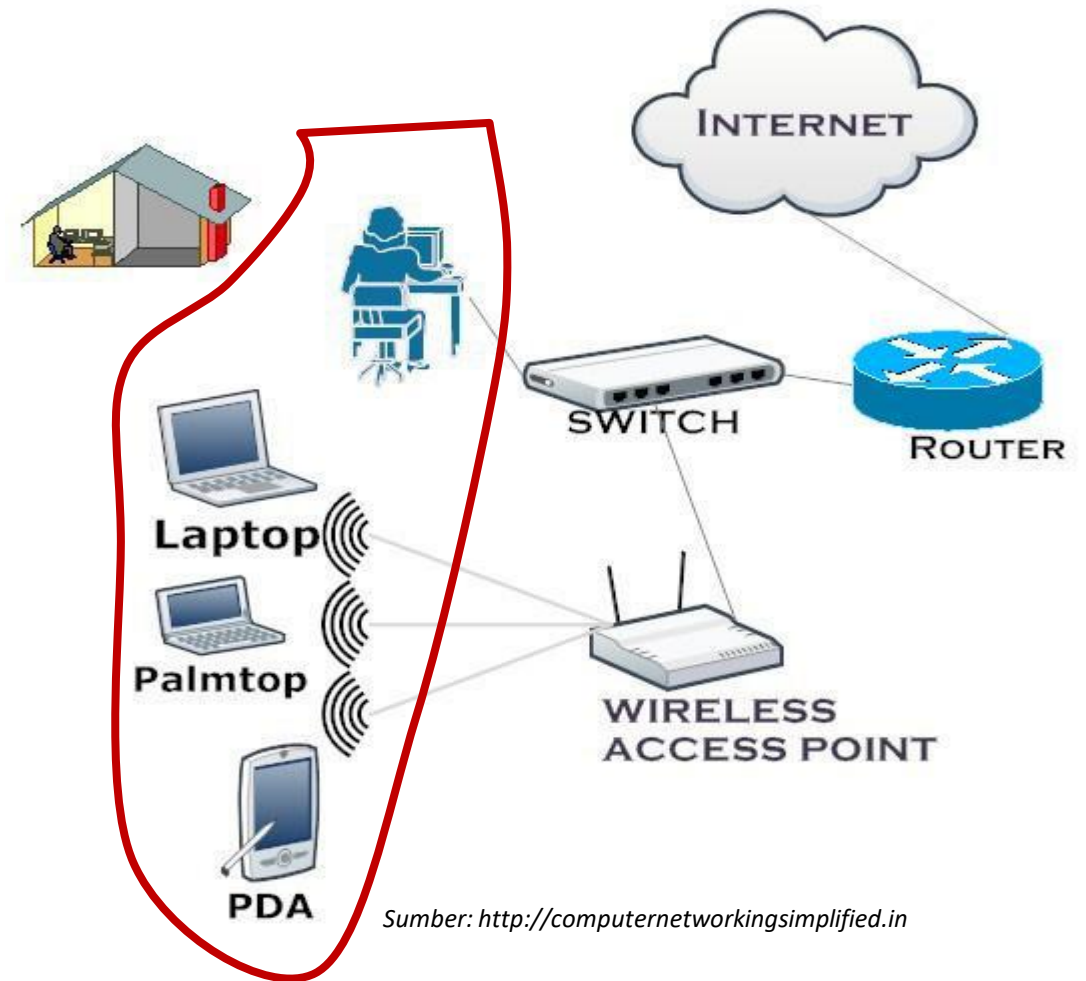 INTERNET
SWITCH
ROUTER
Laptop
Palmtop
WIRELESS
ACCESS POINT
PDA
Sumber: http://computernetworkingsimplified.in